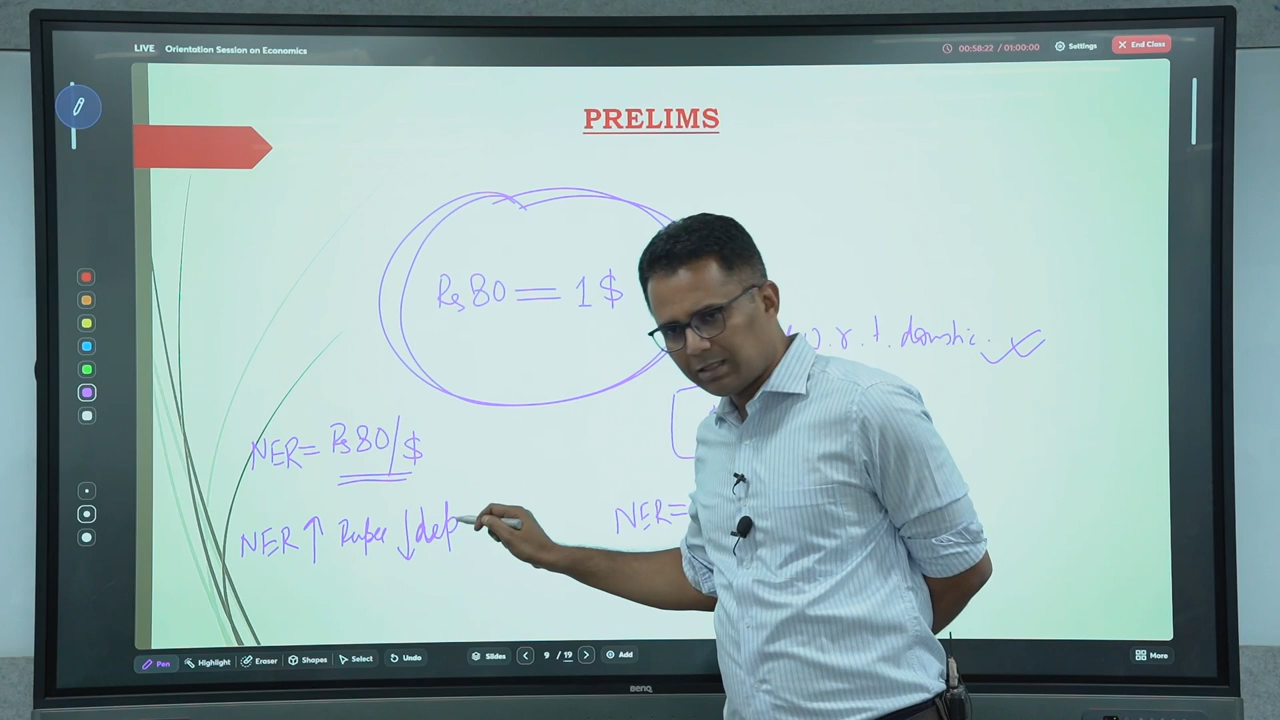 LIVE Orientation Session on Economics
00:58:22 / 01:00:00 Settings End Class
PRELIMS
Rs 80 = 1 $
w.r.t. domestic.
NER = Rs 80/$
NER =
NER ↑ Rupee ↓ dep
Pen Highlight Eraser Shapes Select Undo Slides 9 / 19 Add More
BenQ